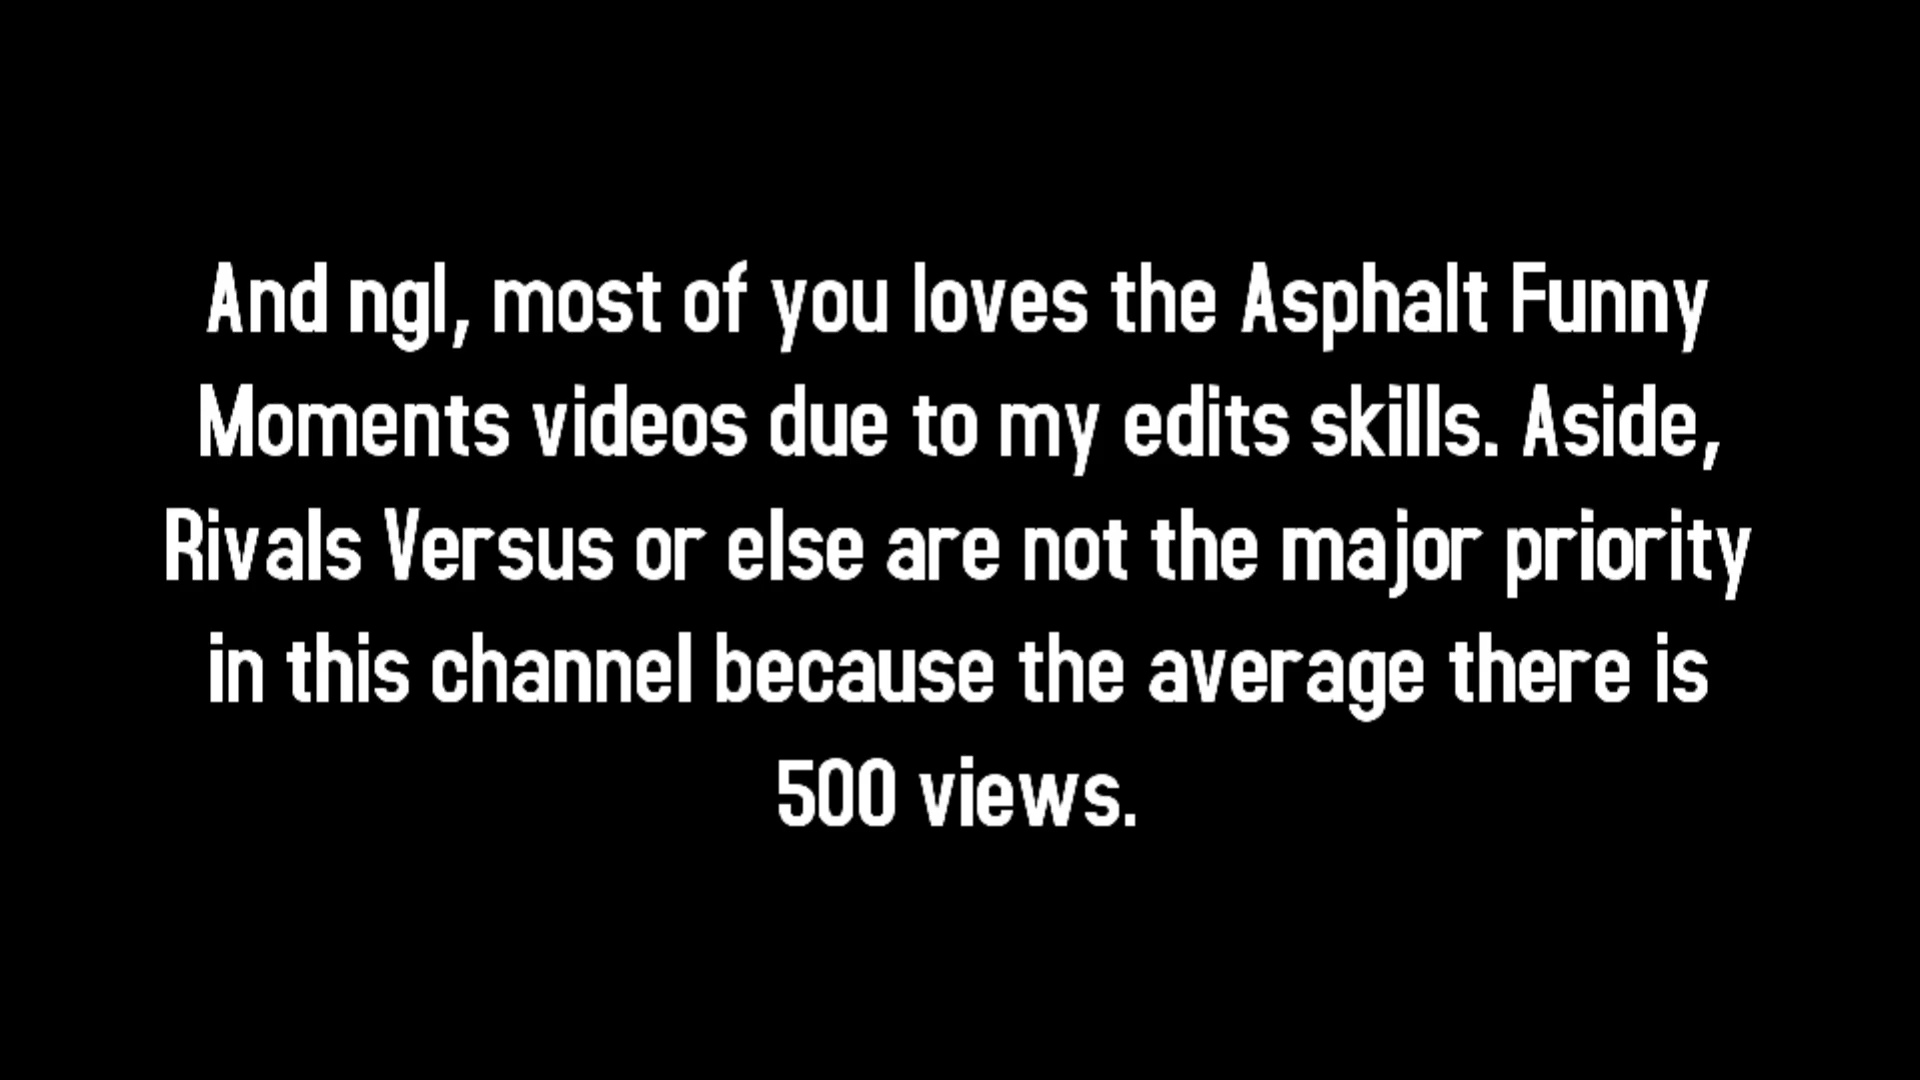 And ngl, most of you loves the Asphalt Funny
Moments videos due to my edits skills. Aside,
Rivals Versus or else are not the major priority
in this channel because the average there is
500 views.